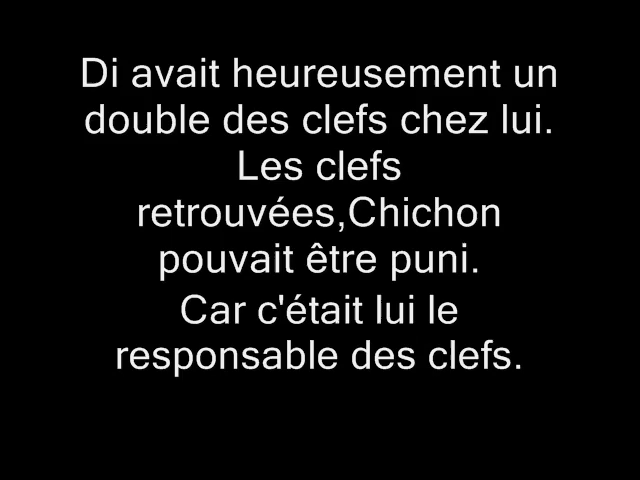 Di avait heureusement un
double des clefs chez lui.
Les clefs
retrouvées,Chichon
pouvait être puni.
Car c'était lui le
responsable des clefs.